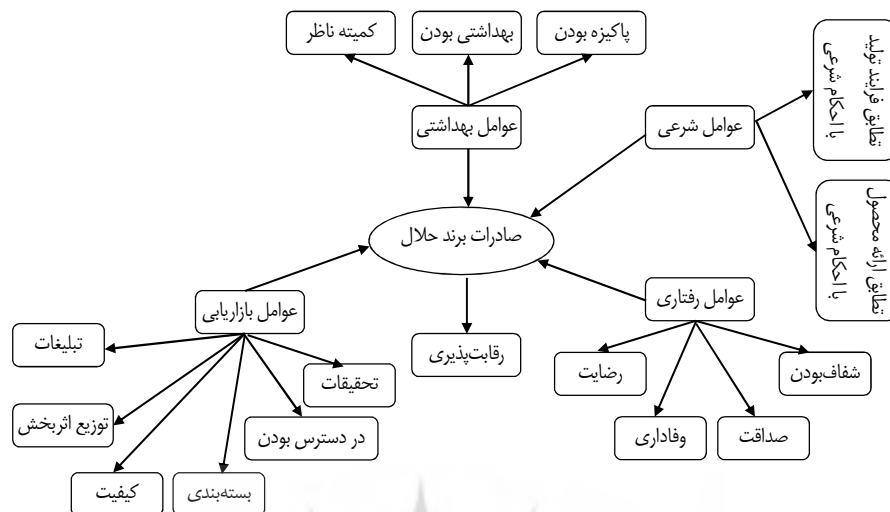 پاکیزه بودن
بهداشتی بودن
کمیته ناظر
تطابق فرایند تولید
با احکام شرعی
عوامل شرعی
عوامل بهداشتی
تطابق ارائه محصول
با احکام شرعی
صادرات برند حلال
عوامل رفتاری
عوامل بازاریابی
رقابت‌پذیری
تبلیغات
شفاف‌بودن
رضایت
تحقیقات
صداقت
وفاداری
در دسترس بودن
توزیع اثربخش
بسته‌بندی
کیفیت